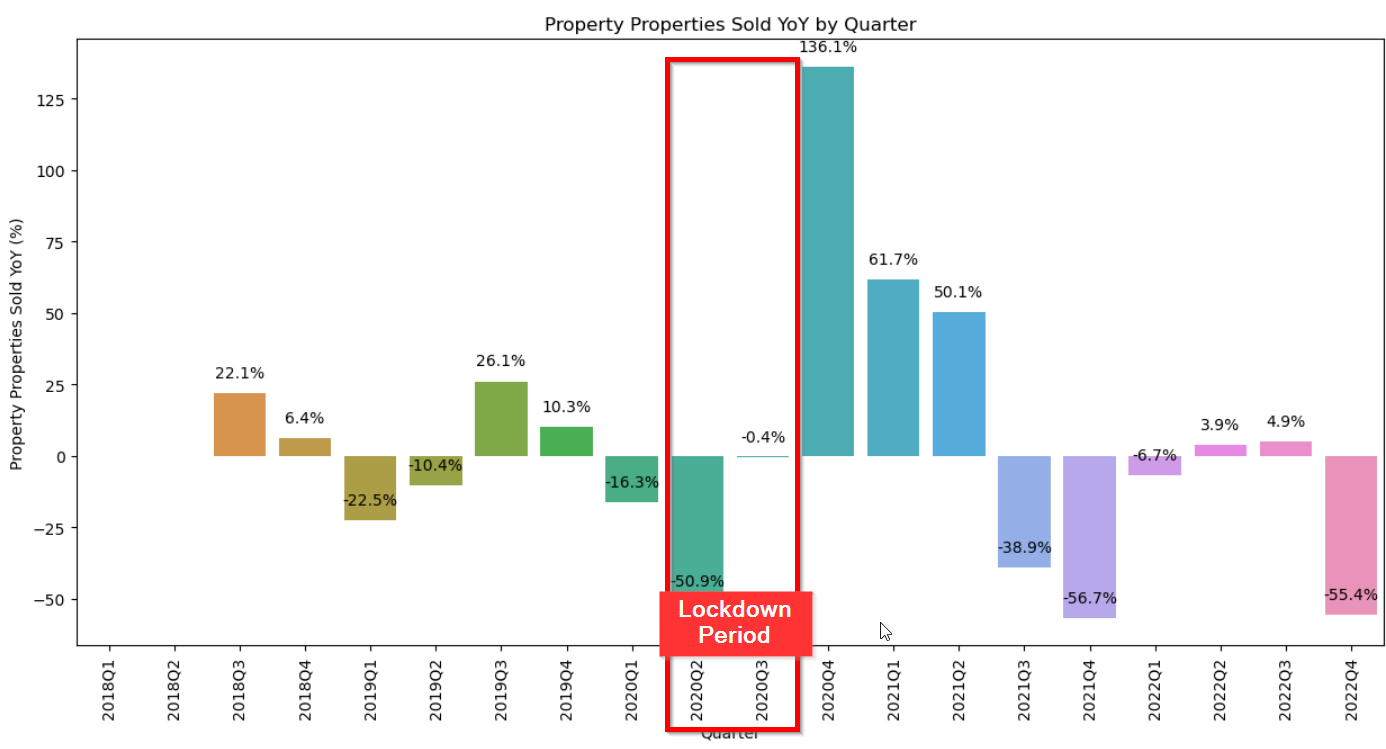 Property Properties Sold YoY by Quarter
136.1%
125
100
75
61.7%
50.1%
50
26.1%
22.1%
25
10.3%
6.4%
-0.4%
3.9%
4.9%
0
-10.4%
-6.7%
-22.5%
-16.3%
-25
-38.9%
-50.9%
-56.7%
-55.4%
-50
Property Properties Sold YoY (%)
Lockdown
Period
2018Q1
2018Q2
2018Q3
2018Q4
2019Q1
2019Q2
2019Q3
2019Q4
2020Q1
2020Q2
2020Q3
2020Q4
2021Q1
2021Q2
2021Q3
2021Q4
2022Q1
2022Q2
2022Q3
2022Q4
Quarter